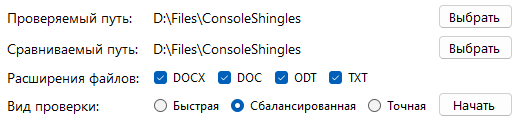 Проверяемый путь: D:\Files\ConsoleShingles Выбрать
Сравниваемый путь: D:\Files\ConsoleShingles Выбрать
Расширения файлов: DOCX DOC ODT TXT
Вид проверки: Быстрая Сбалансированная Точная Начать